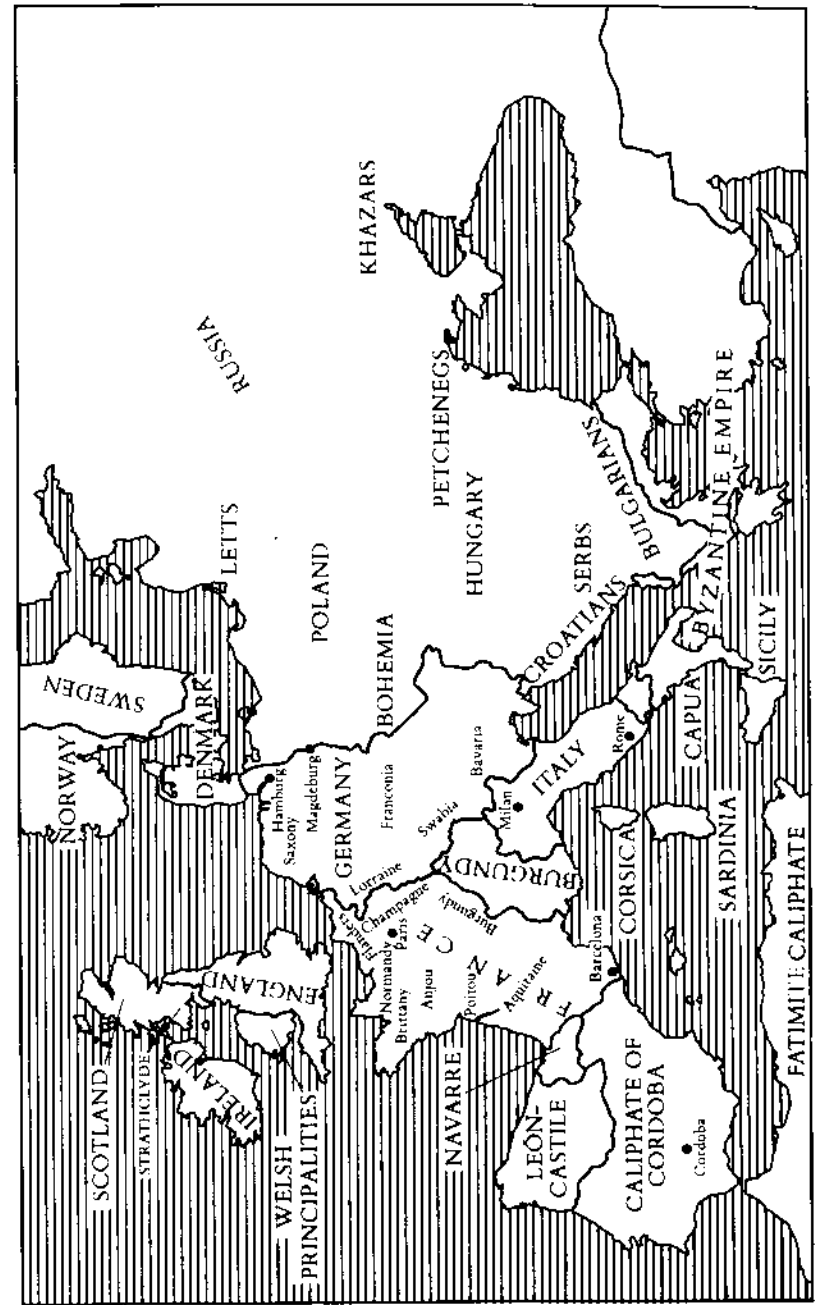 NORWAY
SWEDEN
SCOTLAND
STRATHCLYDE
IRELAND
DENMARK
LETTS
RUSSIA
ENGLAND
WELSH
PRINCIPALITIES
Hamburg
Saxony
Magdeburg
GERMANY
POLAND
KHAZARS
Flanders
Lorraine
Franconia
BOHEMIA
Normandy
Champagne
Paris
Brittany
Anjou
FRANCE
Poitou
Burgundy
Aquitaine
Swabia
Bavaria
HUNGARY
PETCHENEGS
NAVARRE
BURGUNDY
Milan
ITALY
CROATIANS
SERBS
BULGARIANS
LEÓN-
CASTILE
Barcelona
CORSICA
Rome
CALIPHATE OF
CORDOBA
Cordoba
SARDINIA
CAPUA
BYZANTINE EMPIRE
SICILY
FATIMITE CALIPHATE